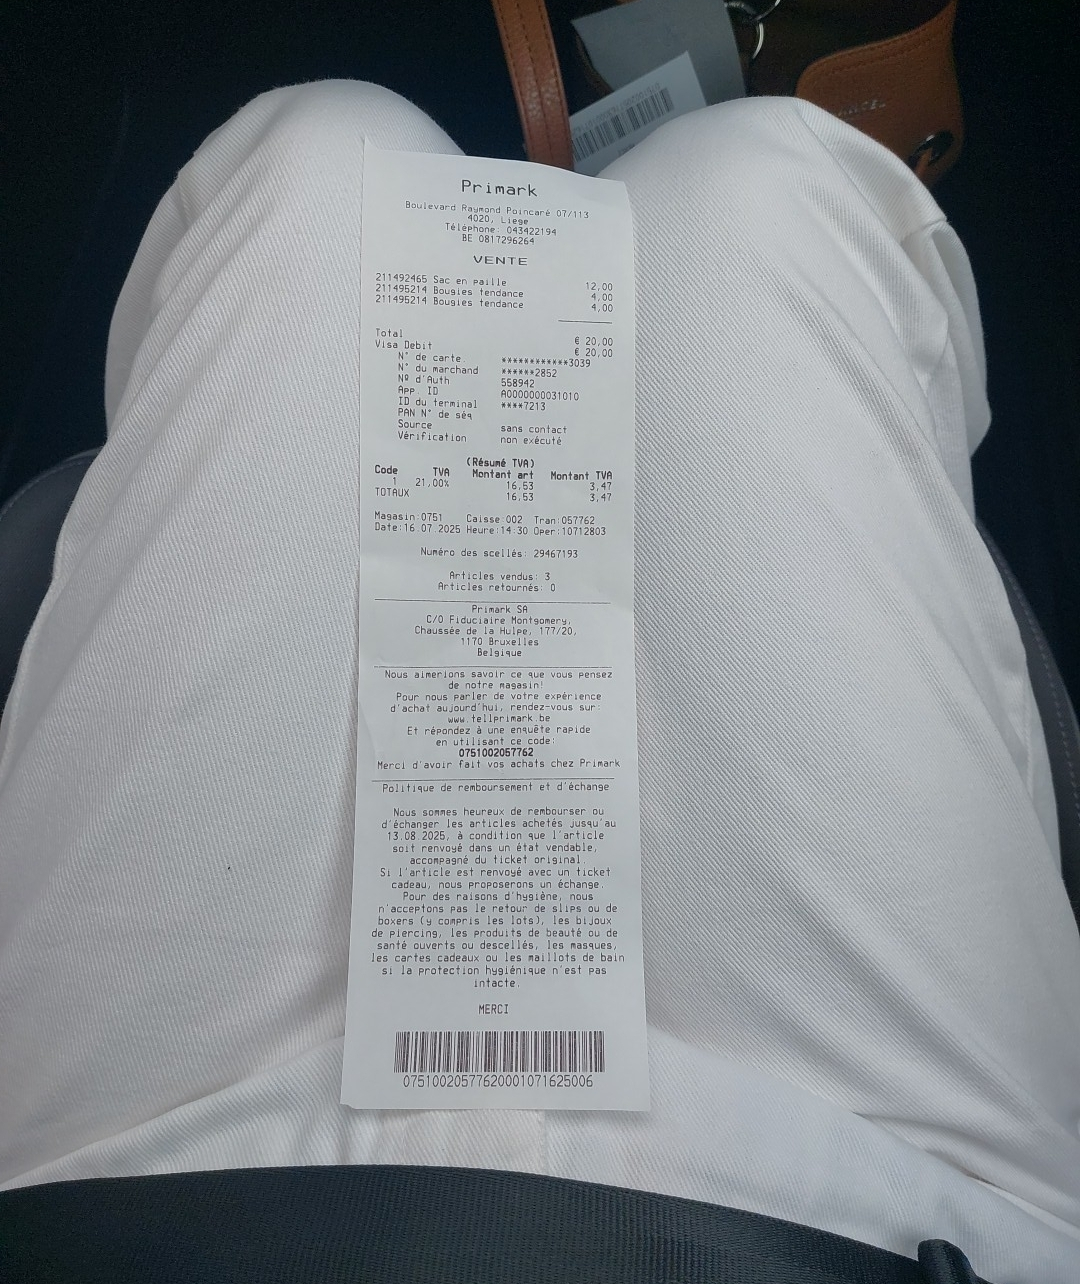 Primark
Boulevard Raymond Poincaré 07/113
4020, Liege
Téléphone: 043422194
BE 0817296264
VENTE
211492465 Sac en paille 12,00
211495214 Bougies tendance 4,00
211495214 Bougies tendance 4,00
Total € 20,00
Visa Debit € 20,00
N° de carte. ************3039
N° du marchand ******2852
Nº d'Auth 558942
App. ID A0000000031010
ID du terminal ****7213
PAN N° de séq
Source sans contact
Vérification non exécuté
(Résumé TVA)
Code TVA Montant art Montant TVA
1 21,00% 16,53 3,47
TOTAUX 16,53 3,47
Magasin:0751 Caisse:002 Tran:057762
Date:16.07.2025 Heure:14:30 Oper:10712803
Numéro des scellés: 29467193
Articles vendus: 3
Articles retournés: 0
Primark SA
C/O Fiduciaire Montgomery,
Chaussée de la Hulpe, 177/20,
1170 Bruxelles
Belgique
Nous aimerions savoir ce que vous pensez
de notre magasin!
Pour nous parler de votre expérience
d'achat aujourd'hui, rendez-vous sur:
www.tellprimark.be
Et répondez à une enquête rapide
en utilisant ce code:
0751002057762
Merci d'avoir fait vos achats chez Primark
Politique de remboursement et d'échange
Nous sommes heureux de rembourser ou
d'échanger les articles achetés jusqu'au
13.08.2025, à condition que l'article
soit renvoyé dans un état vendable,
accompagné du ticket original.
Si l'article est renvoyé avec un ticket
cadeau, nous proposerons un échange.
Pour des raisons d'hygiène, nous
n'acceptons pas le retour de slips ou de
boxers (y compris les lots), les bijoux
de piercing, les produits de beauté ou de
santé ouverts ou descellés, les masques,
les cartes cadeaux ou les maillots de bain
si la protection hygiénique n'est pas
intacte.
MERCI
07510020577620001071625006